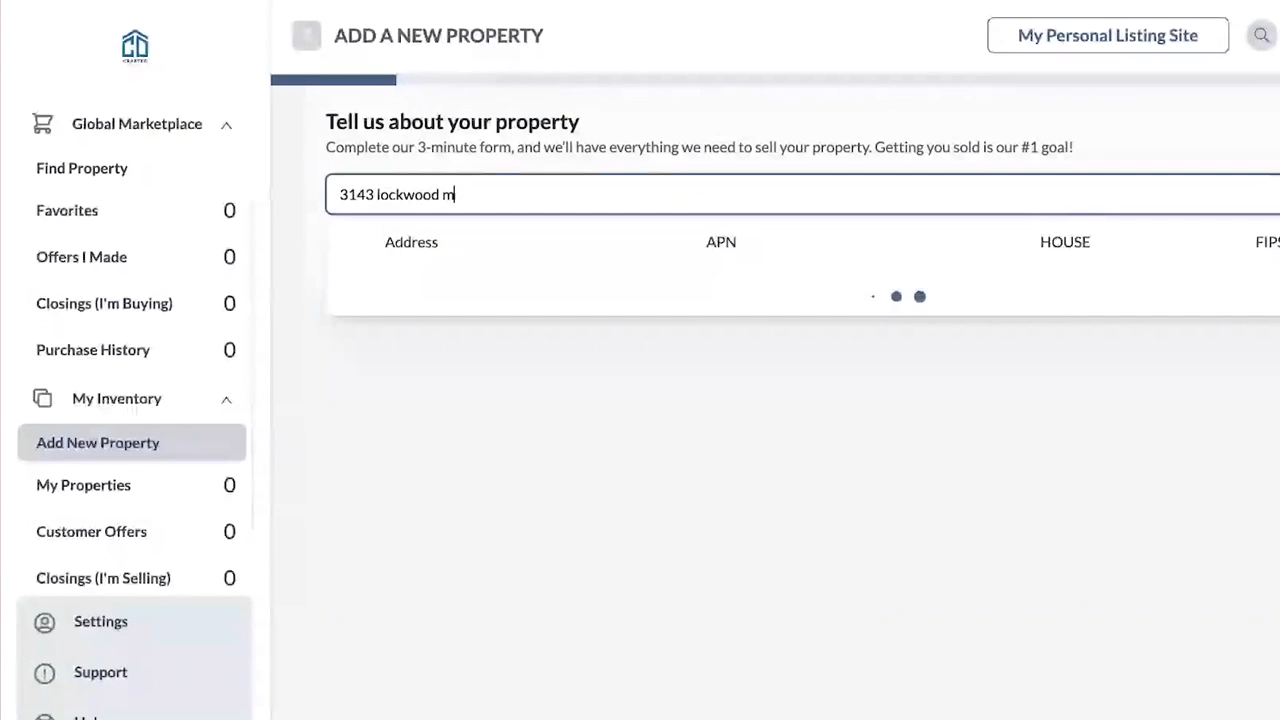 ADD A NEW PROPERTY
My Personal Listing Site
Global Marketplace
Find Property
Favorites 0
Offers I Made 0
Closings (I'm Buying) 0
Purchase History 0
My Inventory
Add New Property
My Properties 0
Customer Offers 0
Closings (I'm Selling) 0
Settings
Support
Tell us about your property
Complete our 3-minute form, and we'll have everything we need to sell your property. Getting you sold is our #1 goal!
3143 lockwood m
Address APN HOUSE